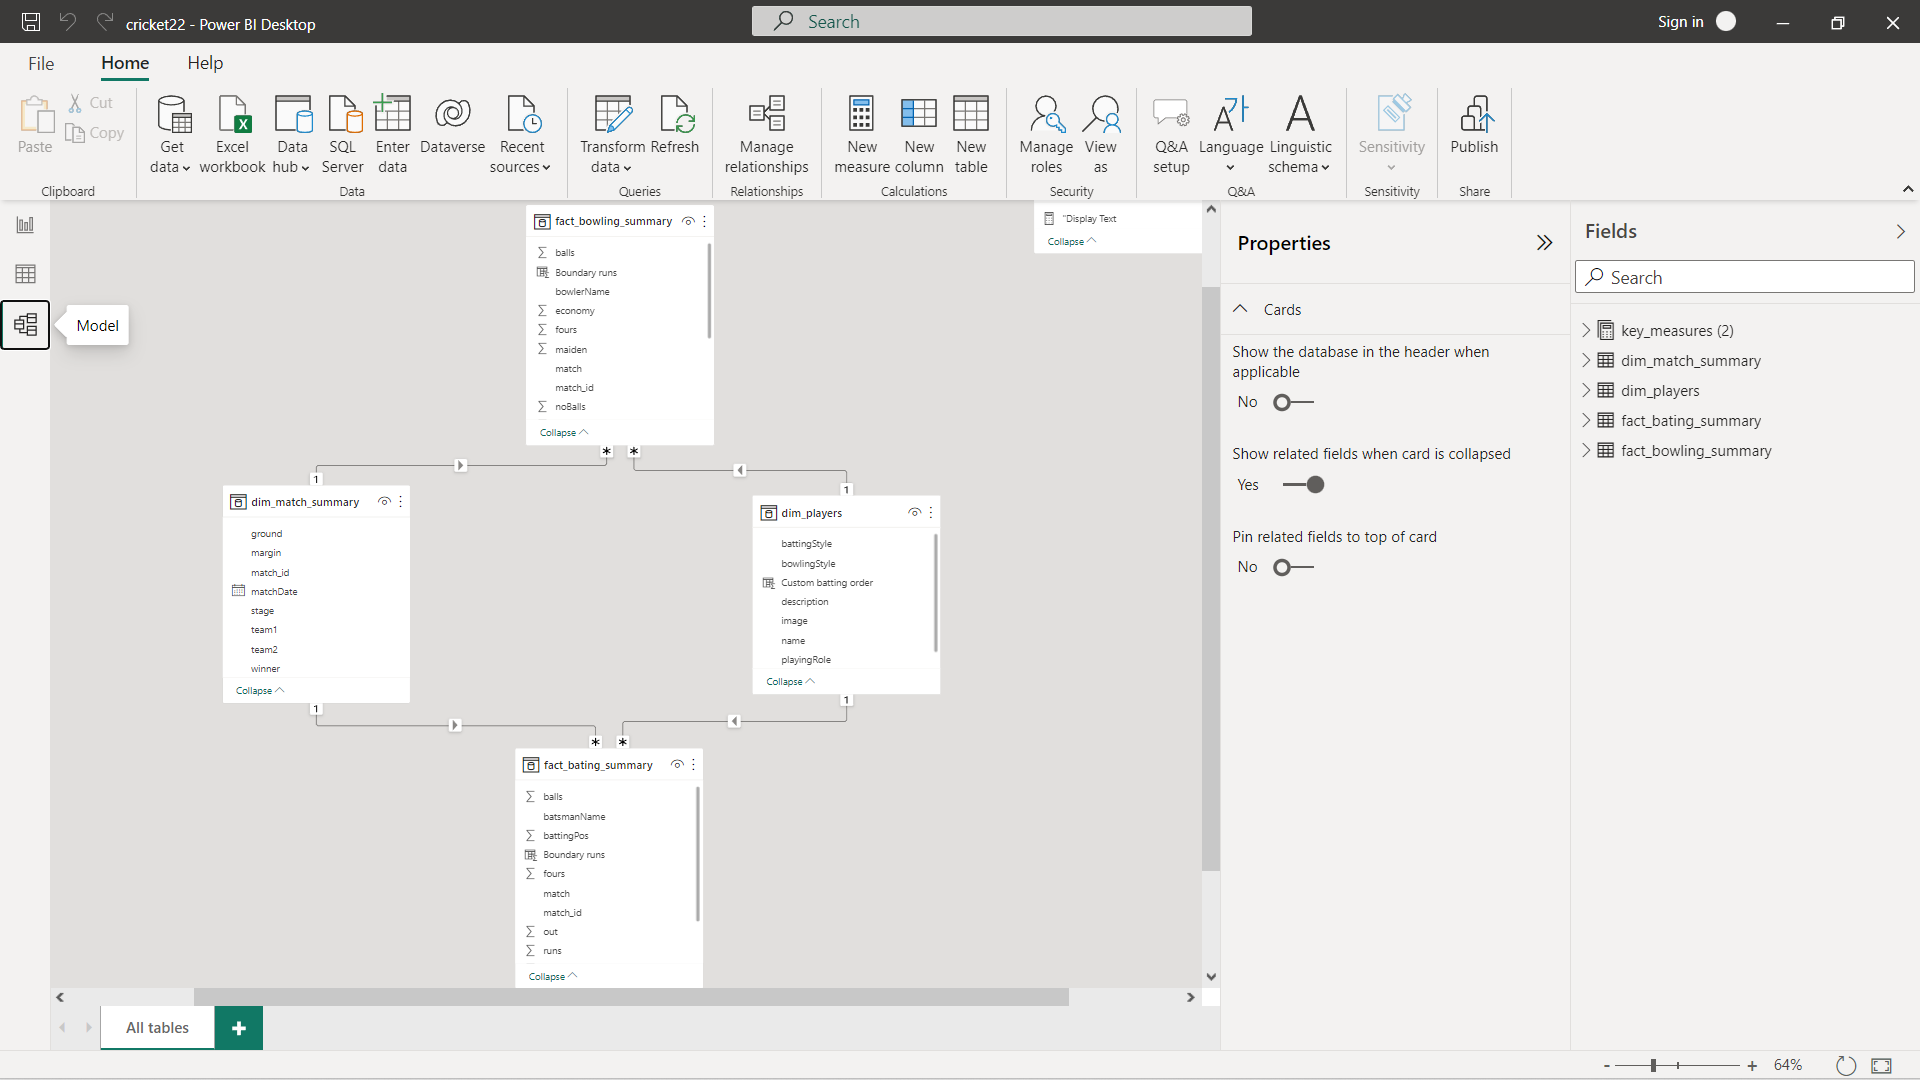 cricket22 - Power BI Desktop
Search
Sign in
File
Home
Help
Paste
Cut
Copy
Clipboard
Get data
Excel workbook
Data hub
SQL Server
Enter data
Dataverse
Recent sources
Data
Transform data
Refresh
Queries
Manage relationships
Relationships
New measure
New column
New table
Calculations
Manage roles
View as
Security
Q&A setup
Language
Linguistic schema
Q&A
Sensitivity
Sensitivity
Publish
Share
Model
fact_bowling_summary
balls
Boundary runs
bowlerName
economy
fours
maiden
match
match_id
noBalls
Collapse
"Display Text
Collapse
* *
1
1
dim_match_summary
ground
margin
match_id
matchDate
stage
team1
team2
winner
Collapse
dim_players
battingStyle
bowlingStyle
Custom batting order
description
image
name
playingRole
Collapse
1
1
* *
fact_bating_summary
balls
batsmanName
battingPos
Boundary runs
fours
match
match_id
out
runs
Collapse
Properties
Cards
Show the database in the header when
applicable
No
Show related fields when card is collapsed
Yes
Pin related fields to top of card
No
Fields
Search
key_measures (2)
dim_match_summary
dim_players
fact_bating_summary
fact_bowling_summary
All tables
+
- + 64%